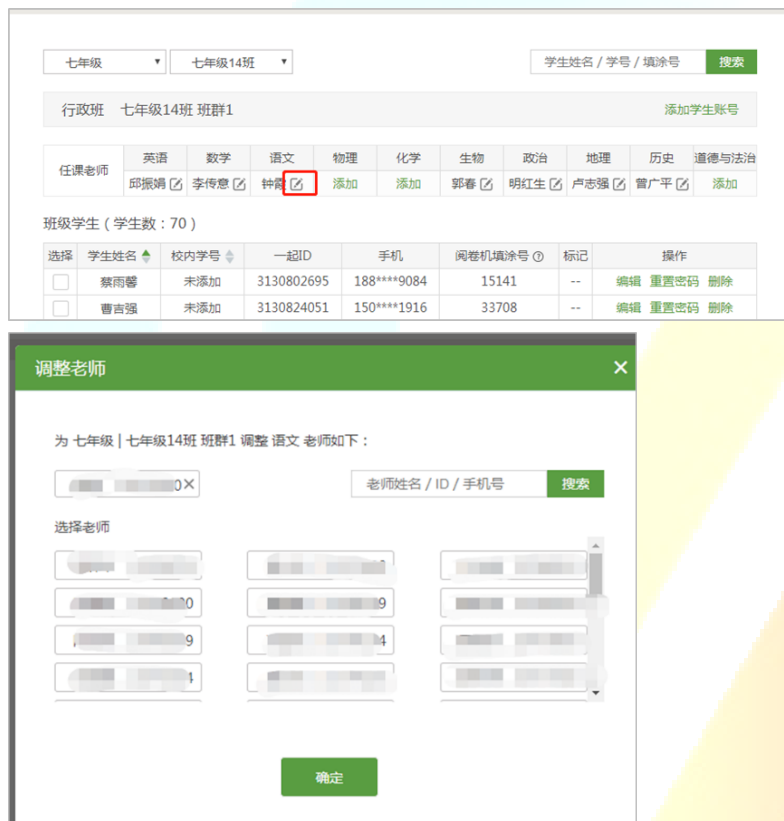 七年级 七年级14班 学生姓名 / 学号 / 填涂号 搜索
行政班 七年级14班 班群1 添加学生账号
任课老师 英语 数学 语文 物理 化学 生物 政治 地理 历史 道德与法治
邱振娟 李传意 钟霞 添加 添加 郭春 明红生 卢志强 曾广平 添加
班级学生 ( 学生数 : 70 )
选择 学生姓名 校内学号 一起ID 手机 阅卷机填涂号 标记 操作
蔡雨馨 未添加 3130802695 188****9084 15141 -- 编辑 重置密码 删除
曹吉强 未添加 3130824051 150****1916 33708 -- 编辑 重置密码 删除
调整老师
为 七年级 | 七年级14班 班群1 调整 语文 老师如下 :
老师姓名 / ID / 手机号 搜索
选择老师
确定